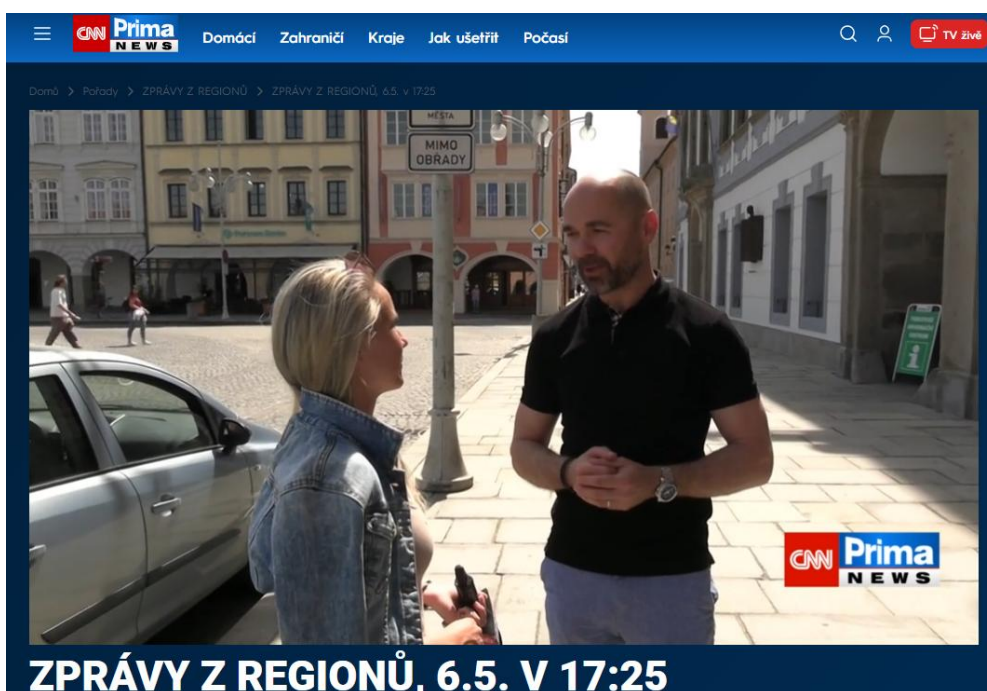 CNN Prima NEWS
Domácí
Zahraničí
Kraje
Jak ušetřit
Počasí
TV živě
Domů > Pořady > ZPRÁVY Z REGIONŮ > ZPRÁVY Z REGIONŮ, 6.5. v 17:25
MĚSTA
MIMO
OBŘADY
CNN Prima NEWS
ZPRÁVY Z REGIONŮ, 6.5. V 17:25